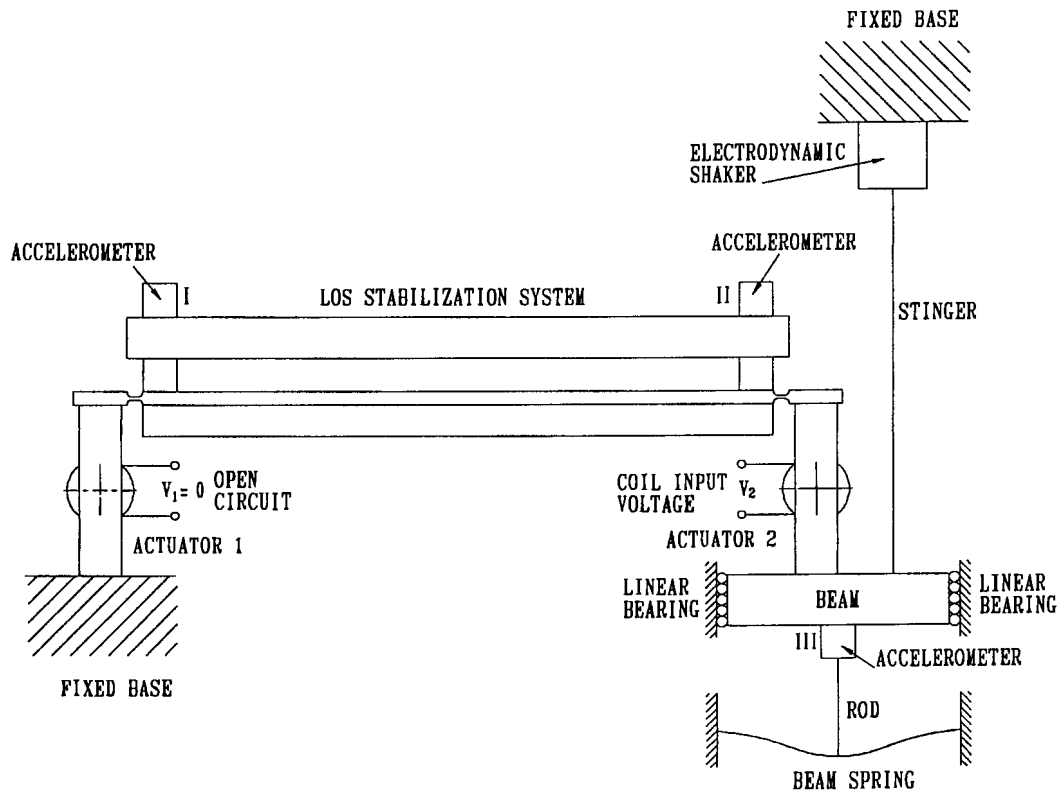 FIXED BASE
ELECTRODYNAMIC
SHAKER
ACCELEROMETER
ACCELEROMETER
I
LOS STABILIZATION SYSTEM
II
STINGER
V₁= 0
OPEN
CIRCUIT
COIL INPUT
VOLTAGE
V₂
ACTUATOR 1
ACTUATOR 2
LINEAR
BEARING
BEAM
LINEAR
BEARING
III
ACCELEROMETER
FIXED BASE
ROD
BEAM SPRING